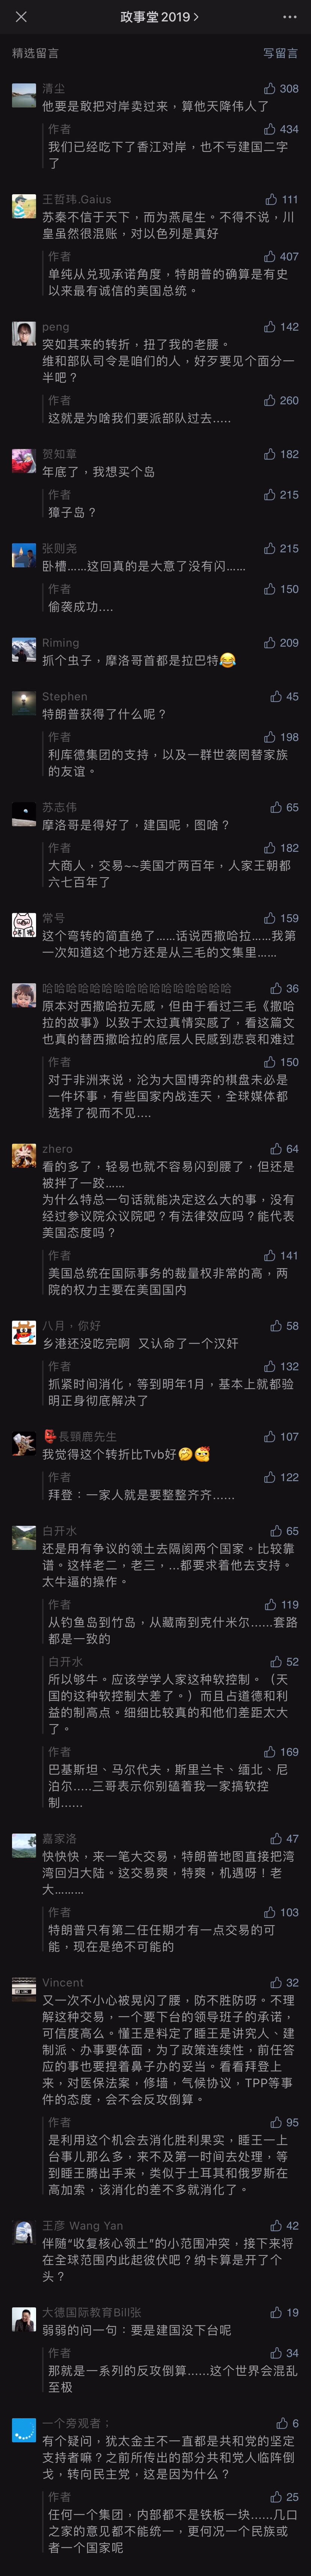 政事堂2019
精选留言
写留言
清尘
308
他要是敢把对岸卖过来，算他天降伟人了
作者
434
我们已经吃下了香江对岸，也不亏建国二字
了
王哲玮.Gaius
111
苏秦不信于天下，而为燕尾生。不得不说，川
皇虽然很混账，对以色列是真好
作者
407
单纯从兑现承诺角度，特朗普的确算是有史
以来最有诚信的美国总统。
peng
142
突如其来的转折，扭了我的老腰。
维和部队司令是咱们的人，好歹要见个面分一
半吧？
作者
260
这就是为啥我们要派部队过去.....
贺知章
182
年底了，我想买个岛
作者
215
獐子岛？
张则尧
215
卧槽……这回真的是大意了没有闪……
作者
150
偷袭成功....
Riming
209
抓个虫子，摩洛哥首都是拉巴特😂
Stephen
45
特朗普获得了什么呢？
作者
198
利库德集团的支持，以及一群世袭罔替家族
的友谊。
苏志伟
65
摩洛哥是得好了，建国呢，图啥？
作者
182
大商人，交易~~美国才两百年，人家王朝都
六七百年了
常号
159
这个弯转的简直绝了……话说西撒哈拉……我第
一次知道这个地方还是从三毛的文集里……
哈哈哈哈哈哈哈哈哈哈哈哈哈哈哈哈
36
原本对西撒哈拉无感，但由于看过三毛《撒哈
拉的故事》以致于太过真情实感了，看这篇文
也真的替西撒哈拉的底层人民感到悲哀和难过
作者
150
对于非洲来说，沦为大国博弈的棋盘未必是
一件坏事，有些国家内战连天，全球媒体都
选择了视而不见....
zhero
64
看的多了，轻易也就不容易闪到腰了，但还是
被拌了一跤……
为什么特总一句话就能决定这么大的事，没有
经过参议院众议院吧？有法律效应吗？能代表
美国态度吗？
作者
141
美国总统在国际事务的裁量权非常的高，两
院的权力主要在美国国内
八月，你好
58
乡港还没吃完啊 又认命了一个汉奸
作者
132
抓紧时间消化，等到明年1月，基本上就都验
明正身彻底解决了
👺長頸鹿先生
107
我觉得这个转折比Tvb好
作者
122
拜登：一家人就是要整整齐齐……
白开水
65
还是用有争议的领土去隔阂两个国家。比较靠
谱。这样老二，老三，…都要求着他去支持。
太牛逼的操作。
作者
119
从钓鱼岛到竹岛，从藏南到克什米尔……套路
都是一致的
白开水
52
所以够牛。应该学学人家这种软控制。（天
国的这种软控制太差了。）而且占道德和利
益的制高点。细细比较真的和他们差距太大
了。
作者
169
巴基斯坦、马尔代夫，斯里兰卡、缅北、尼
泊尔.....三哥表示你别磕着我一家搞软控
制……
嘉家洛
47
快快快，来一笔大交易，特朗普地图直接把湾
湾回归大陆。这交易爽，特爽，机遇呀！老
大………
作者
103
特朗普只有第二任任期才有一点交易的可
能，现在是绝不可能的
Vincent
32
又一次不小心被晃闪了腰，防不胜防呀。不理
解这种交易，一个要下台的领导班子的承诺，
可信度高么。懂王是判定了睡王是讲究人、建
制派、办事要体面，为了政策连续性，前任答
应的事也要捏着鼻子办的妥当。看看拜登上
来，对医保法案，修墙，气候协议，TPP等事
件的态度，会不会反攻倒算。
作者
95
是利用这个机会去消化胜利果实，睡王一上
台事儿那么多，来不及第一时间去处理，等
到睡王腾出手来，类似于土耳其和俄罗斯在
高加索，该消化的差不多就消化了。
王彦 Wang Yan
42
伴随“收复核心领土”的小范围冲突，接下来将
在全球范围内此起彼伏吧？纳卡算是开了个
头？
大德国际教育Bill张
19
弱弱的问一句：要是建国没下台呢
作者
34
那就是一系列的反攻倒算……这个世界会混乱
至极
一个旁观者；
6
有个疑问，犹太金主不一直都是共和党的坚定
支持者嘛？之前所传出的部分共和党人临阵倒
戈，转向民主党，这是因为什么？
作者
25
任何一个集团，内部都不是铁板一块……几口
之家的意见都不能统一，更何况一个民族或
者一个国家呢